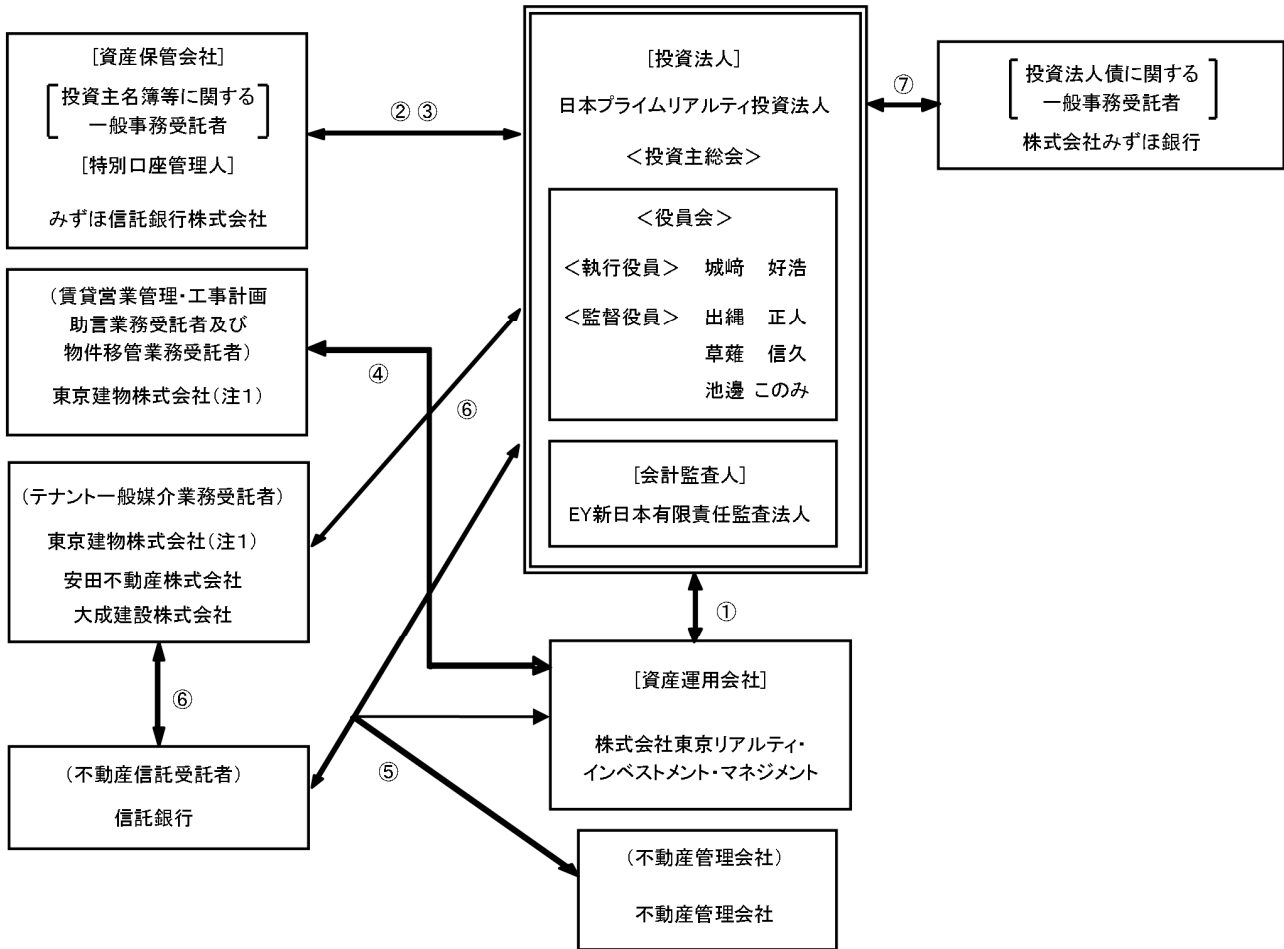 [資産保管会社]
投資主名簿等に関する
一般事務受託者
[特別口座管理人]
みずほ信託銀行株式会社
② ③
[投資法人]
日本プライムリアルティ投資法人
＜投資主総会＞
＜役員会＞
＜執行役員＞ 城﨑 好浩
＜監督役員＞ 出縄 正人
草薙 信久
池邊 このみ
[会計監査人]
EY新日本有限責任監査法人
⑦
投資法人債に関する
一般事務受託者
株式会社みずほ銀行
(賃貸営業管理・工事計画
助言業務受託者及び
物件移管業務受託者)
東京建物株式会社(注1)
④
⑥
(テナント一般媒介業務受託者)
東京建物株式会社(注1)
安田不動産株式会社
大成建設株式会社
⑥
(不動産信託受託者)
信託銀行
①
[資産運用会社]
株式会社東京リアルティ・
インベストメント・マネジメント
⑤
(不動産管理会社)
不動産管理会社